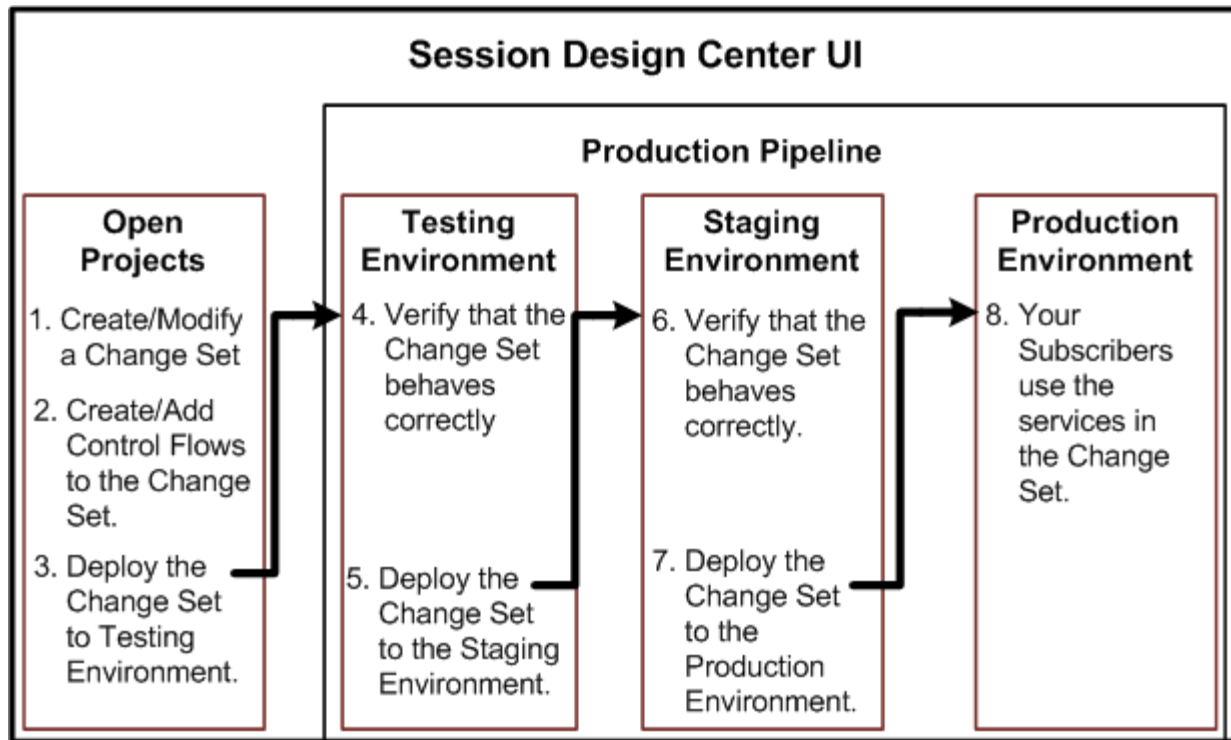 Session Design Center UI
Production Pipeline
Open
Projects
1. Create/Modify
a Change Set
2. Create/Add
Control Flows
to the Change
Set.
3. Deploy the
Change Set
to Testing
Environment.
Testing
Environment
4. Verify that the
Change Set
behaves
correctly
5. Deploy the
Change Set
to the Staging
Environment.
Staging
Environment
6. Verify that the
Change Set
behaves
correctly.
7. Deploy the
Change Set
to the
Production
Environment.
Production
Environment
8. Your
Subscribers
use the
services in
the Change
Set.